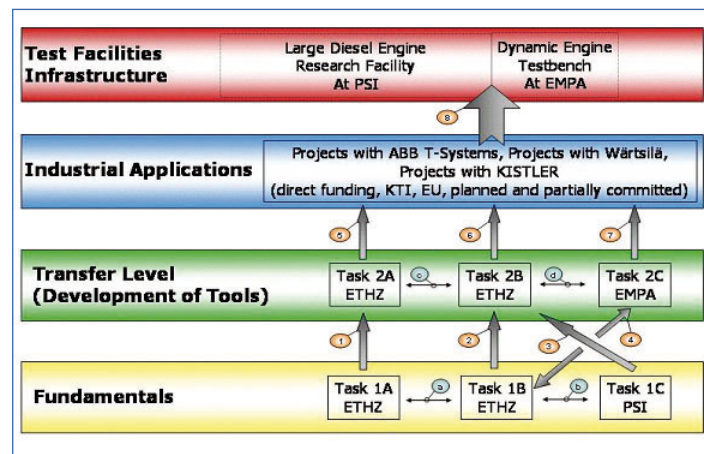 Test Facilities
Infrastructure
Large Diesel Engine
Research Facility
At PSI
Dynamic Engine
Testbench
At EMPA
8
Industrial Applications
Projects with ABB T-Systems, Projects with Wärtsilä,
Projects with KISTLER
(direct funding, KTI, EU, planned and partially committed)
5
6
7
Transfer Level
(Development of Tools)
Task 2A
ETHZ
c
Task 2B
ETHZ
d
Task 2C
EMPA
1
2
3
4
Fundamentals
Task 1A
ETHZ
a
Task 1B
ETHZ
b
Task 1C
PSI